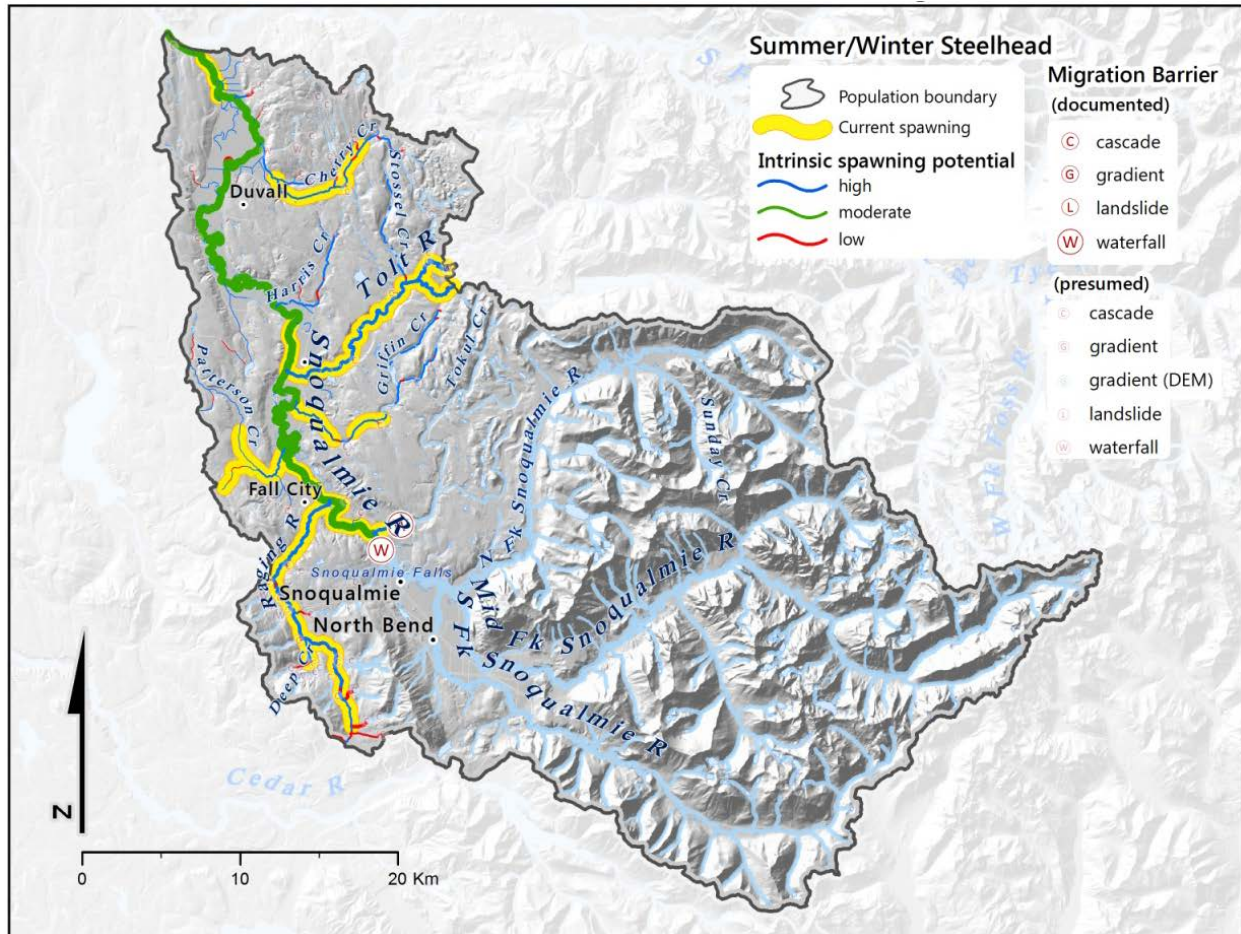 Summer/Winter Steelhead
Population boundary
Current spawning
Intrinsic spawning potential
high
moderate
low
Migration Barrier
(documented)
C cascade
G gradient
L landslide
W waterfall
(presumed)
C cascade
G gradient
gradient (DEM)
L landslide
W waterfall
Cherry Cr
Stossel Cr
Duvall
Harris Cr
Tolt R
Snoqualmie R
Griffin Cr
Tokul Cr
Patterson Cr
Fall City
Raging R
W
Snoqualmie Falls
Snoqualmie
North Bend
Deep C
N Fk Snoqualmie R
Sunday Cr
Mid Fk Snoqualmie R
S Fk Snoqualmie R
W Fk Foss R
Cedar R
N
0 10 20 Km